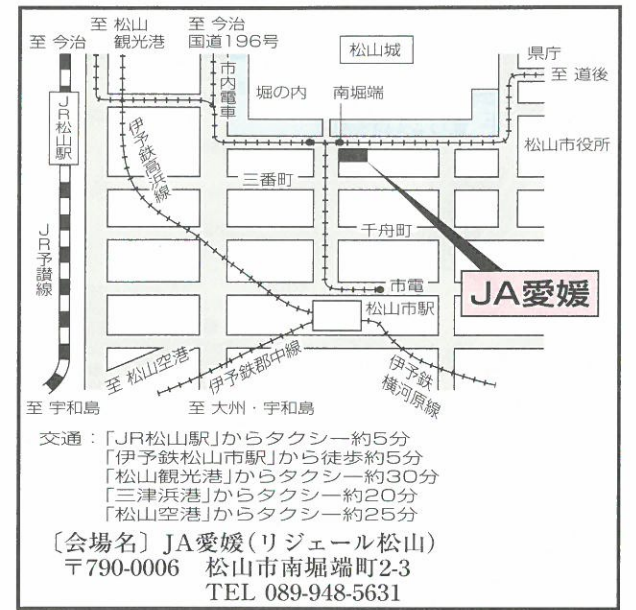 至 松山
観光港
至 今治
国道196号
至 今治
松山城
県庁
至 道後
市内電車
堀の内
南堀端
JR松山駅
松山市役所
伊予鉄高浜線
三番町
千舟町
JR予讃線
市電
JA愛媛
松山市駅
至 松山空港
伊予鉄郡中線
伊予鉄
横河原線
至 宇和島
至 大州・宇和島
交通:「JR松山駅」からタクシー約5分
「伊予鉄松山市駅」から徒歩約5分
「松山観光港」からタクシー約30分
「三津浜港」からタクシー約20分
「松山空港」からタクシー約25分
〔会場名〕JA愛媛(リジェール松山)
〒790-0006 松山市南堀端町2-3
TEL 089-948-5631